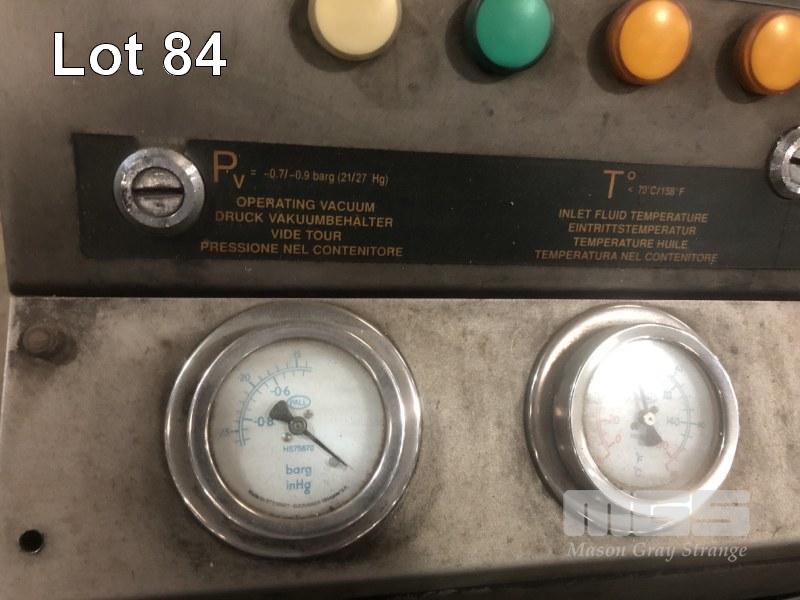 Lot 84
Pv = -0.7/-0.9 barg (21/27 Hg)
OPERATING VACUUM
DRUCK VAKUUMBEHÄLTER
VIDE TOUR
PRESSIONE NEL CONTENITORE
T° < 70°C/158°F
INLET FLUID TEMPERATURE
EINTRITTSTEMPERATUR
TEMPERATURE HUILE
TEMPERATURA NEL CONTENITORE
20
-0.6
PALL
-0.8
barg
inHg
MGS
Mason Gray Strange